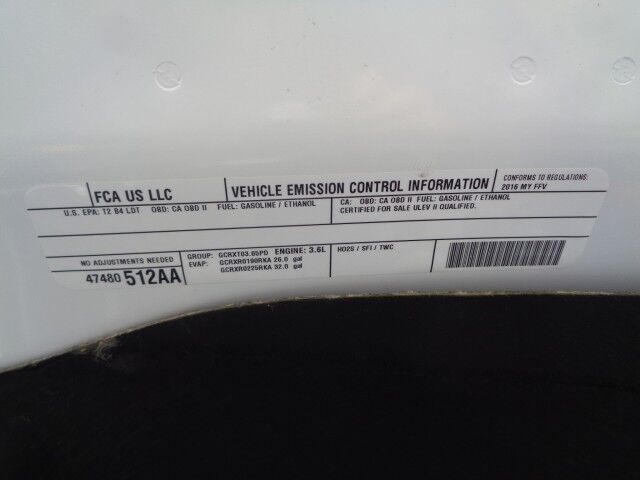 FCA US LLC
VEHICLE EMISSION CONTROL INFORMATION
CONFORMS TO REGULATIONS:
2016 MY FFV
U.S. EPA: T2 B4 LDT OBD: CA OBD II FUEL: GASOLINE / ETHANOL
CA: OBD: CA OBD II FUEL: GASOLINE / ETHANOL
CERTIFIED FOR SALE ULEV II QUALIFIED.
NO ADJUSTMENTS NEEDED
47480 512AA
GROUP: GCRXT03.65PD ENGINE: 3.6L
EVAP: GCRXR0190RKA 26.0 gal
GCRXR0225RKA 32.0 gal
HO2S / SFI / TWC